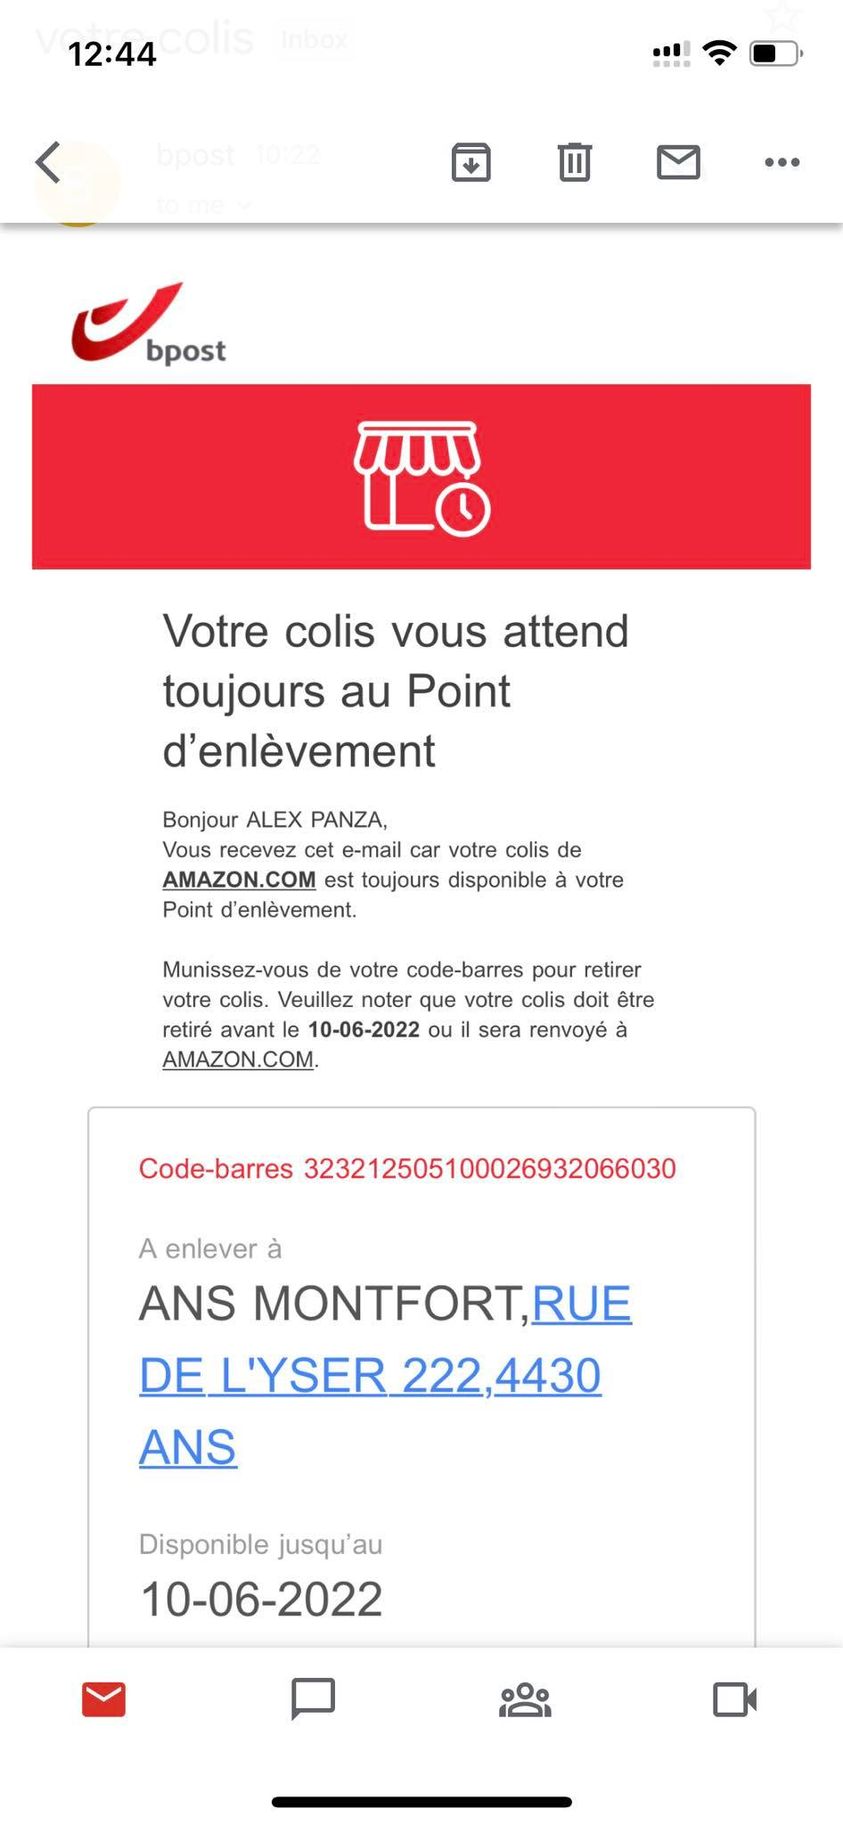 votre colis Inbox
12:44
bpost 10:22
to me
bpost
Votre colis vous attend
toujours au Point
d’enlèvement
Bonjour ALEX PANZA,
Vous recevez cet e-mail car votre colis de
AMAZON.COM est toujours disponible à votre
Point d’enlèvement.
Munissez-vous de votre code-barres pour retirer
votre colis. Veuillez noter que votre colis doit être
retiré avant le 10-06-2022 ou il sera renvoyé à
AMAZON.COM.
Code-barres 323212505100026932066030
A enlever à
ANS MONTFORT,RUE
DE L'YSER 222,4430
ANS
Disponible jusqu’au
10-06-2022